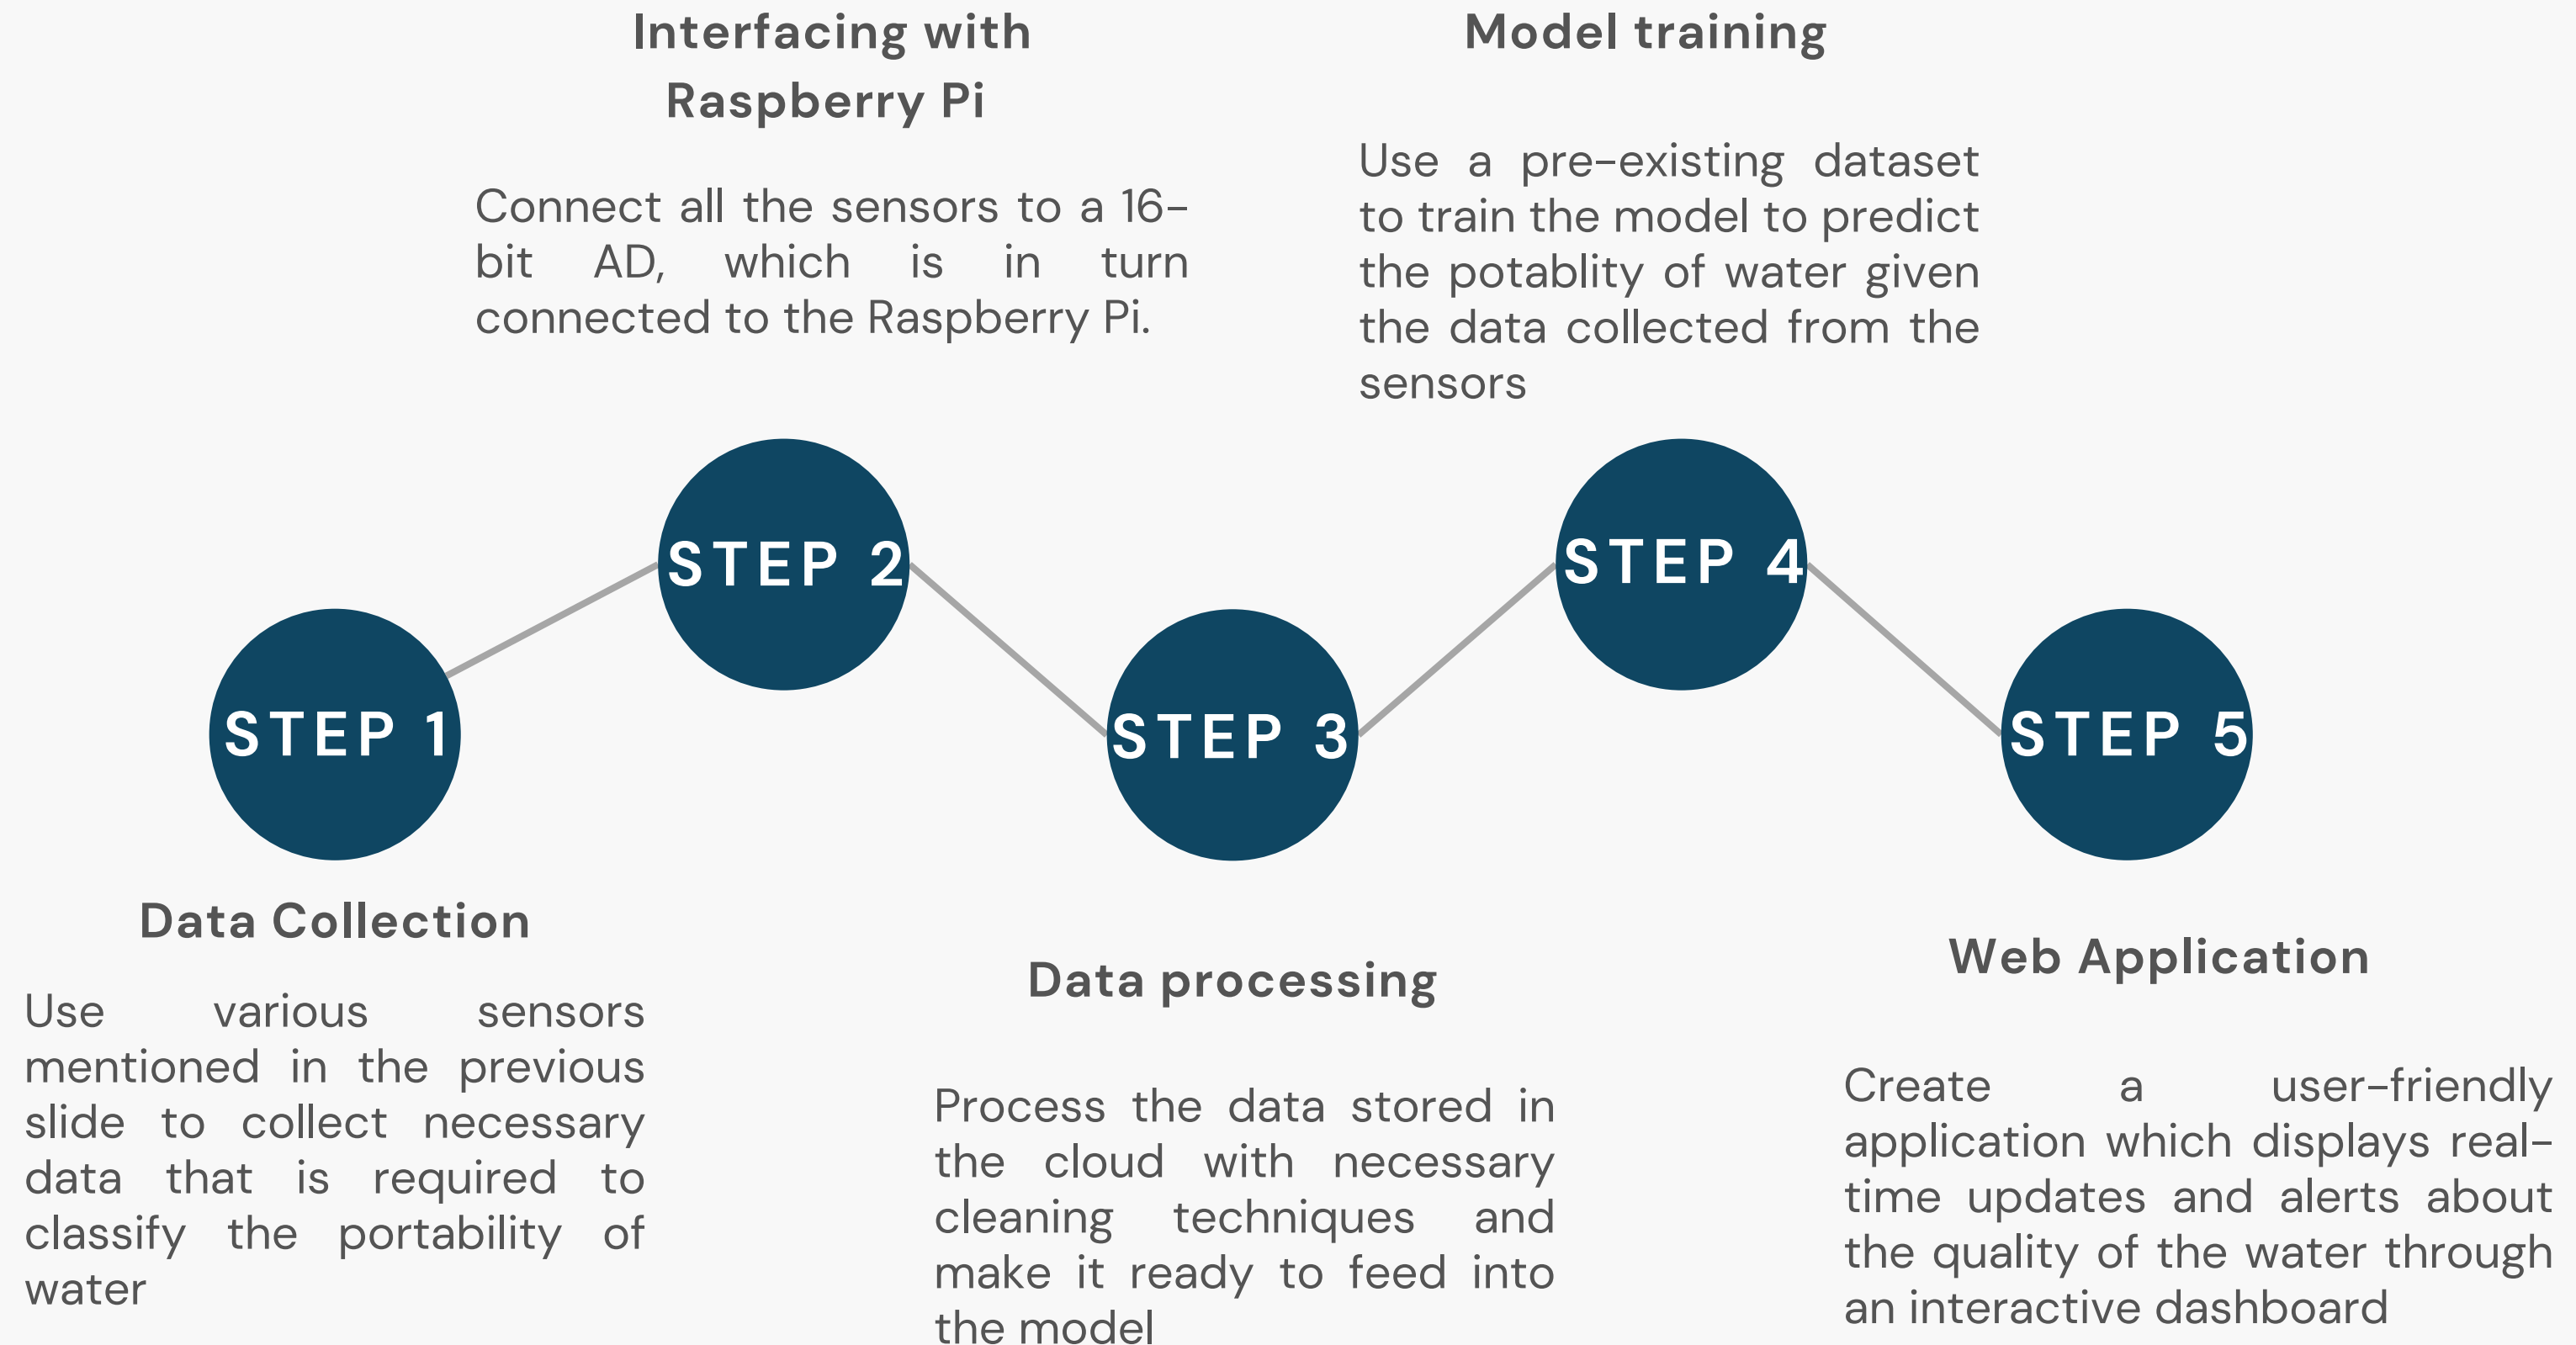 Interfacing with
Raspberry Pi
Connect all the sensors to a 16-
bit AD, which is in turn
connected to the Raspberry Pi.
Model training
Use a pre-existing dataset
to train the model to predict
the potablity of water given
the data collected from the
sensors
STEP 1
STEP 2
STEP 3
STEP 4
STEP 5
Data Collection
Use various sensors
mentioned in the previous
slide to collect necessary
data that is required to
classify the portability of
water
Data processing
Process the data stored in
the cloud with necessary
cleaning techniques and
make it ready to feed into
the model
Web Application
Create a user-friendly
application which displays real-
time updates and alerts about
the quality of the water through
an interactive dashboard